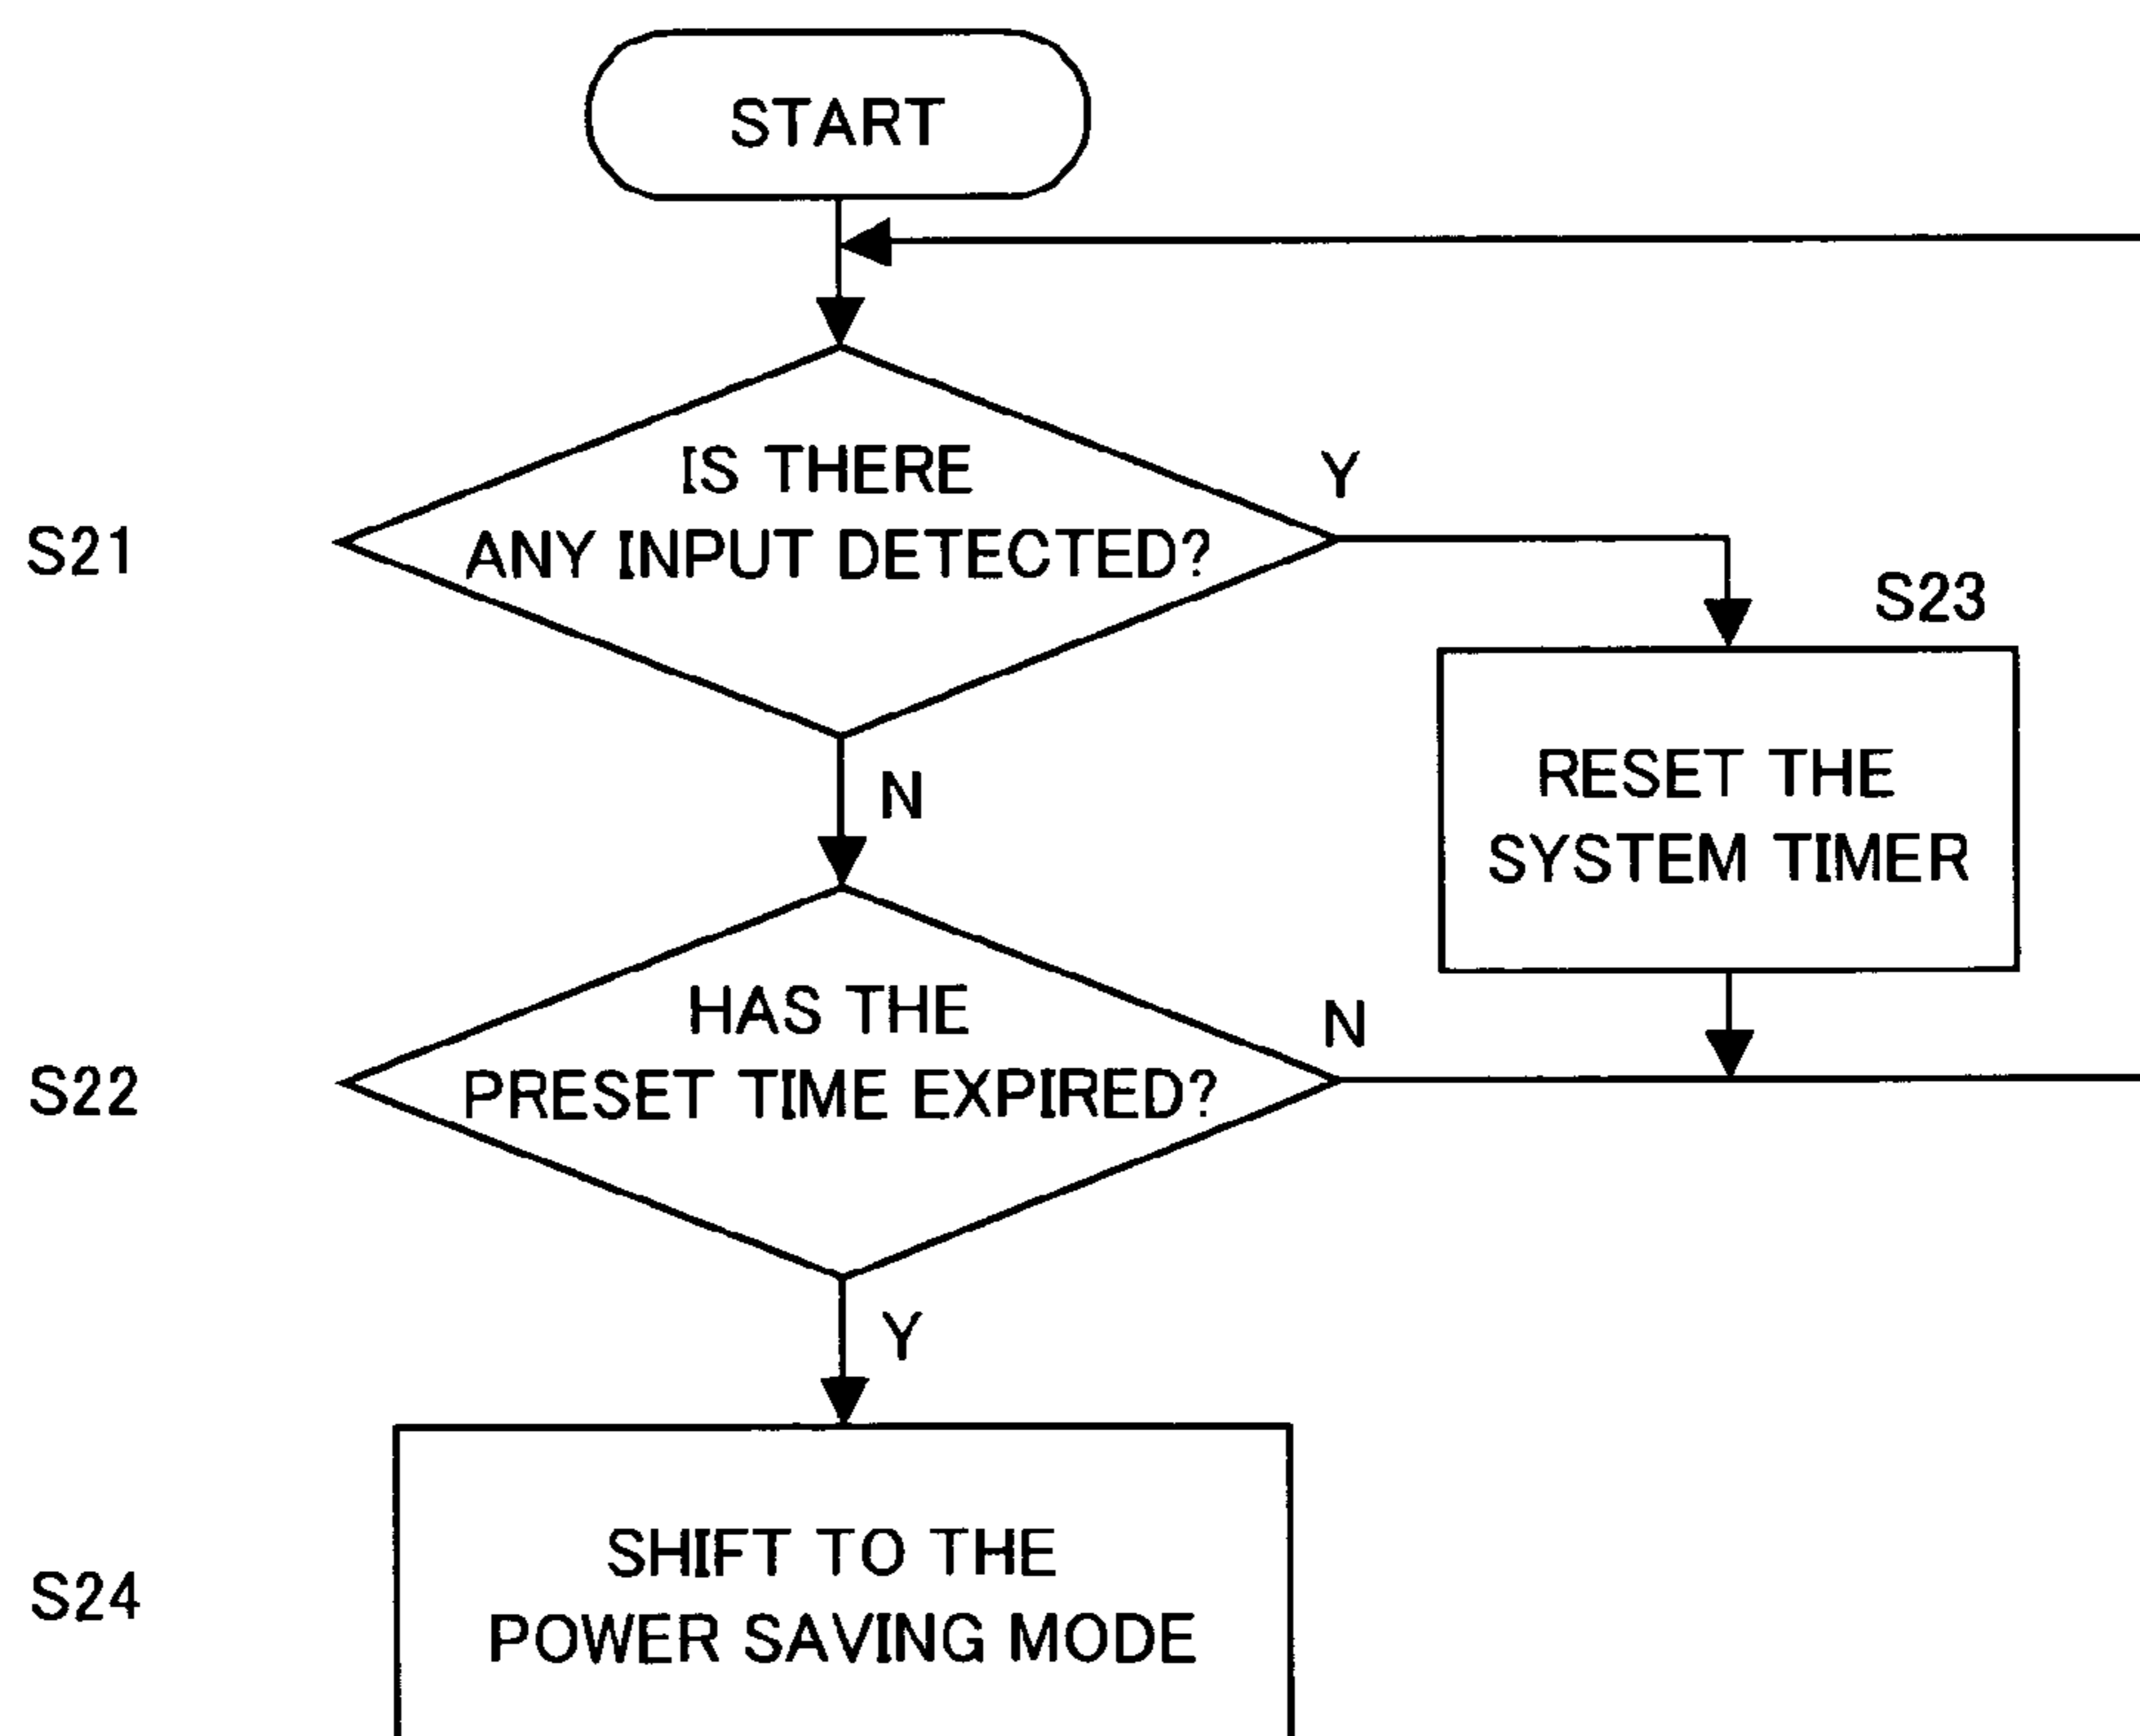 START
IS THERE
ANY INPUT DETECTED?
Y
S21
S23
RESET THE
SYSTEM TIMER
N
HAS THE
PRESET TIME EXPIRED?
N
S22
Y
SHIFT TO THE
POWER SAVING MODE
S24